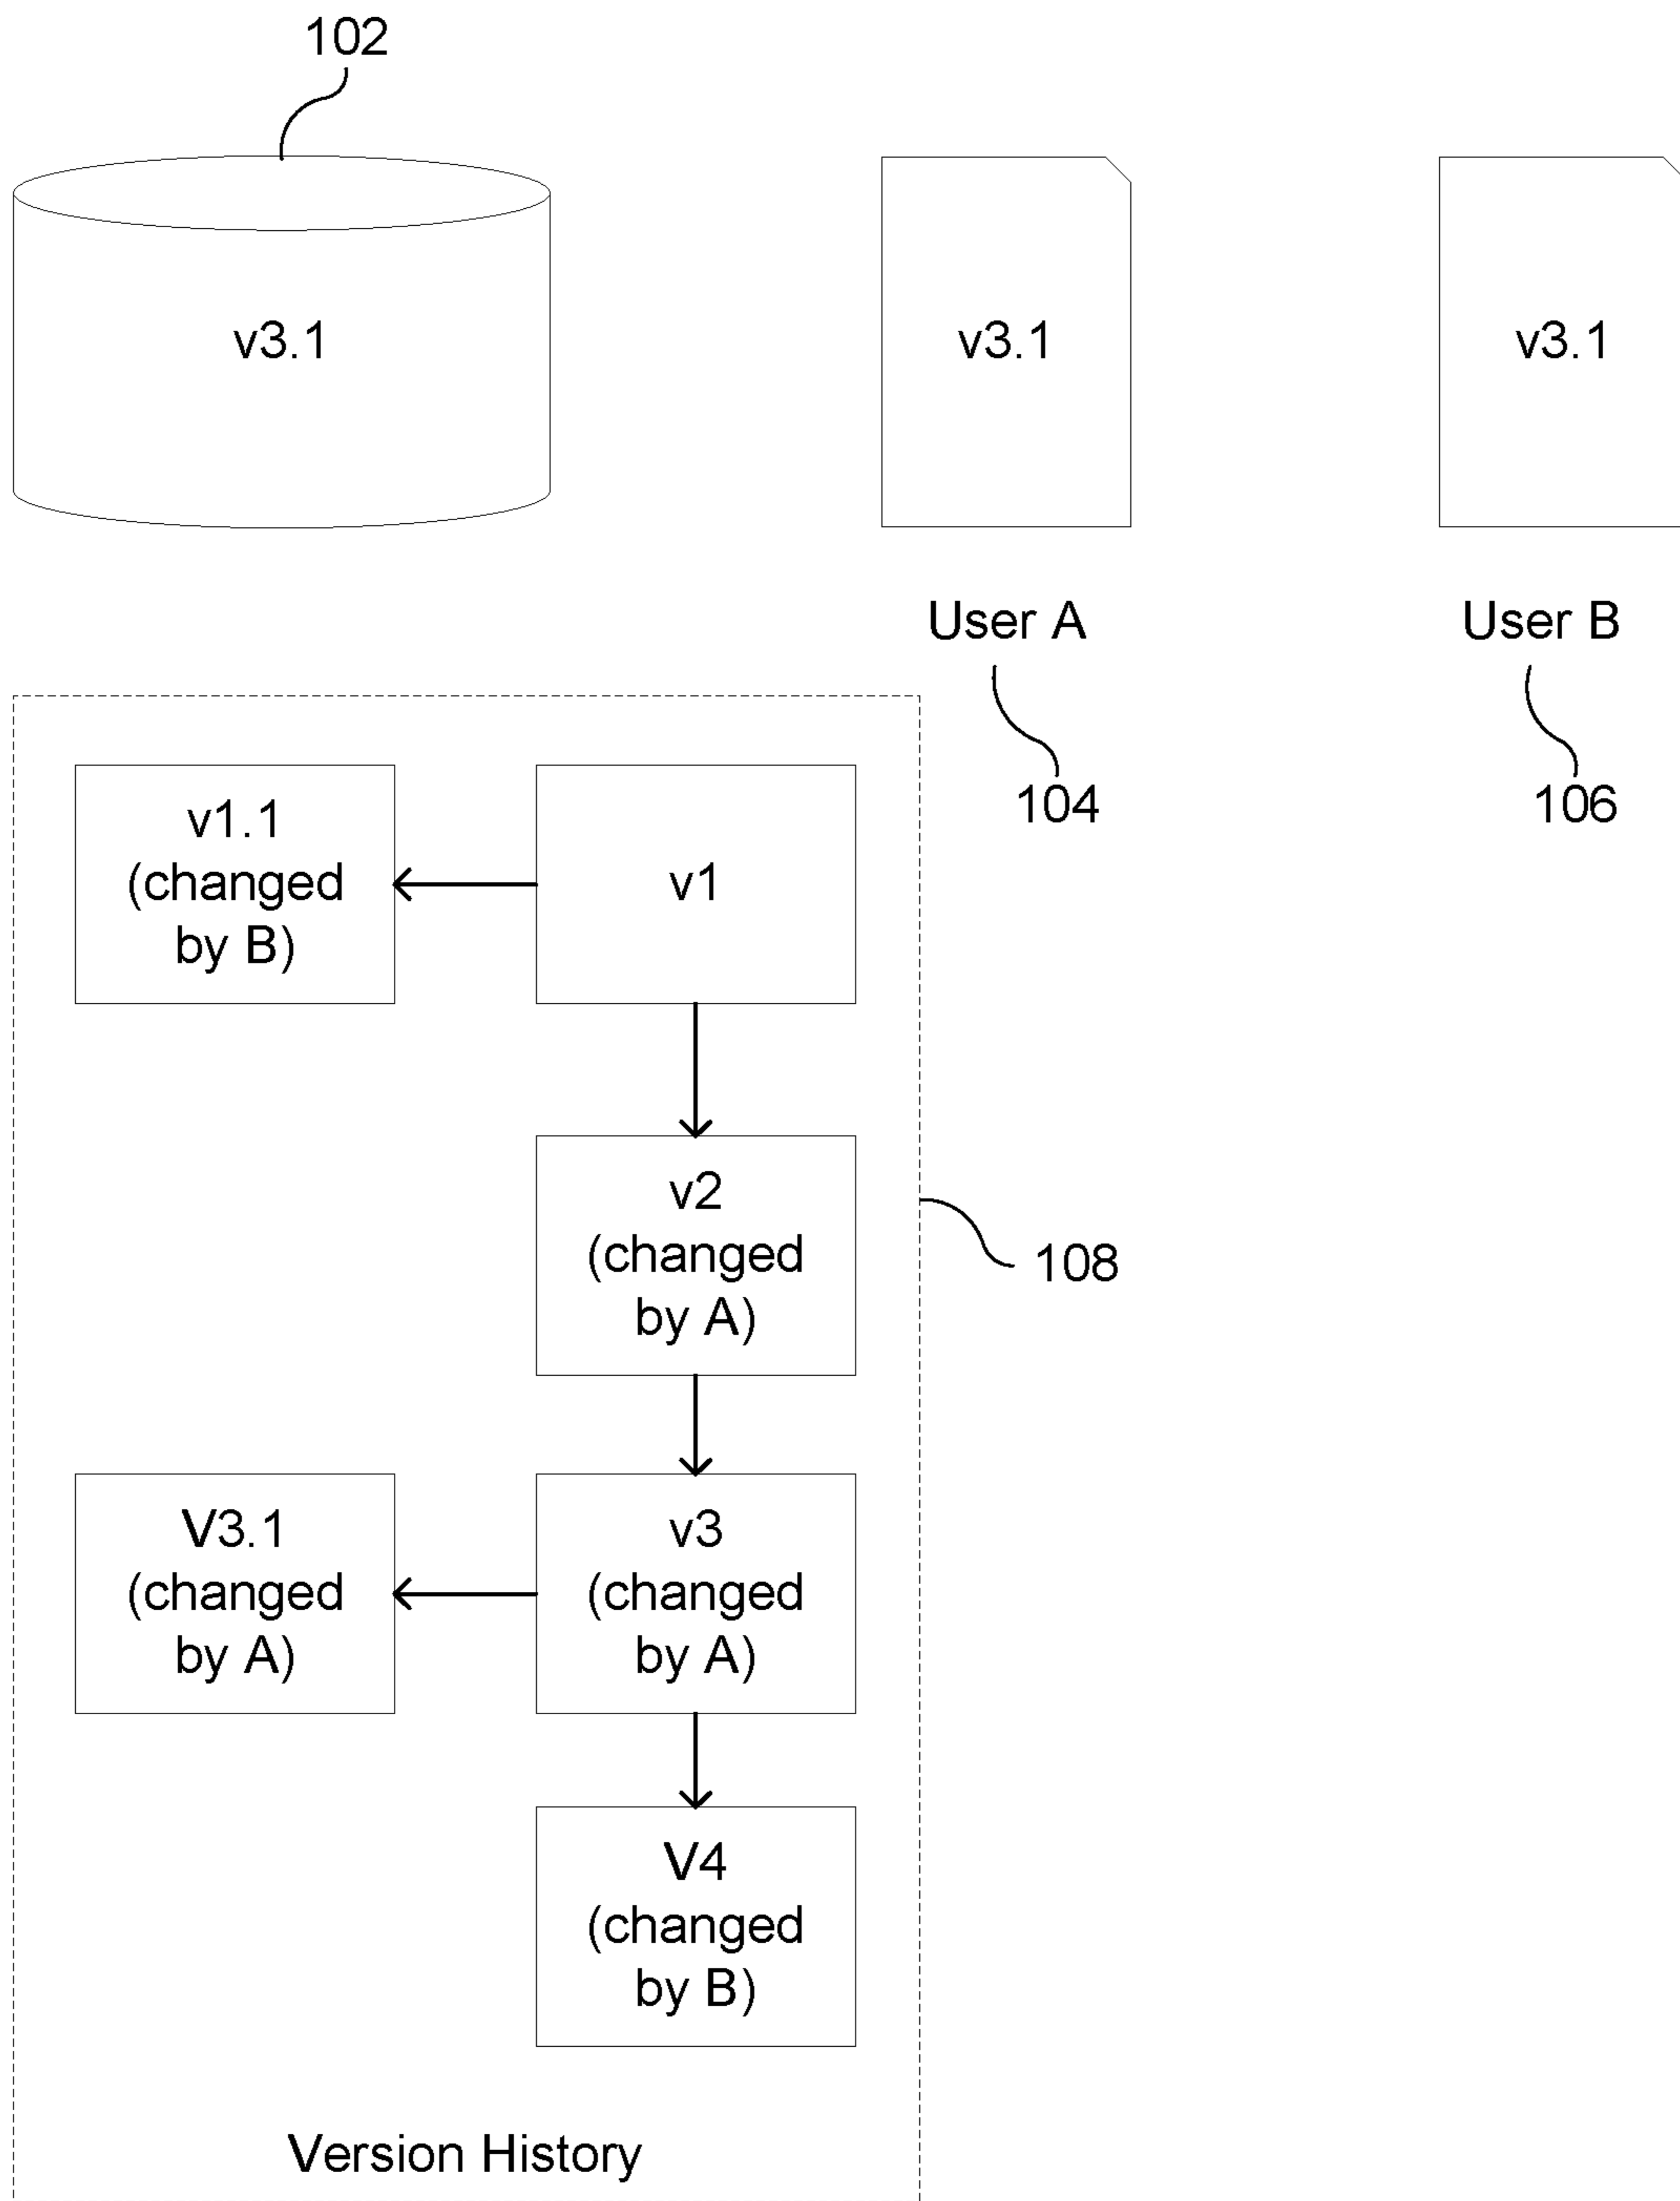 102
v3.1
v3.1
v3.1
User A
User B
104
106
v1.1
(changed
by B)
v1
v2
(changed
by A)
108
V3.1
(changed
by A)
v3
(changed
by A)
V4
(changed
by B)
Version History